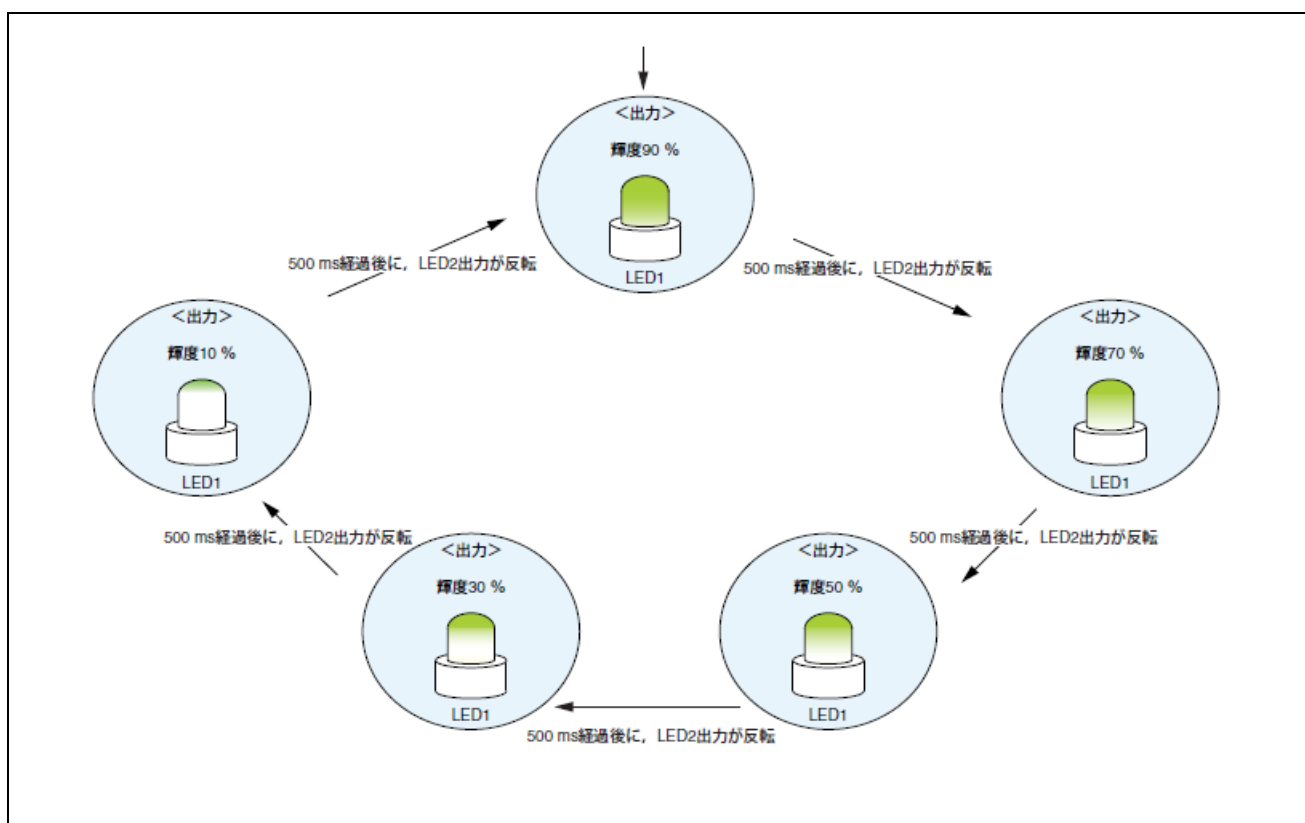 ＜出力＞
輝度90 %
LED1
500 ms経過後に，LED2出力が反転
500 ms経過後に，LED2出力が反転
＜出力＞
輝度10 %
LED1
＜出力＞
輝度70 %
LED1
500 ms経過後に，LED2出力が反転
500 ms経過後に，LED2出力が反転
＜出力＞
輝度30 %
LED1
＜出力＞
輝度50 %
LED1
500 ms経過後に，LED2出力が反転